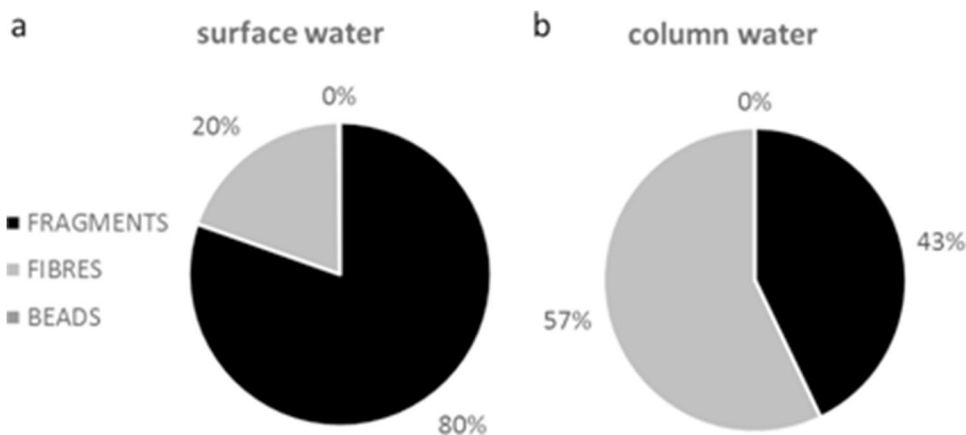 a
surface water
0%
20%
FRAGMENTS
FIBRES
BEADS
80%
b
column water
0%
43%
57%